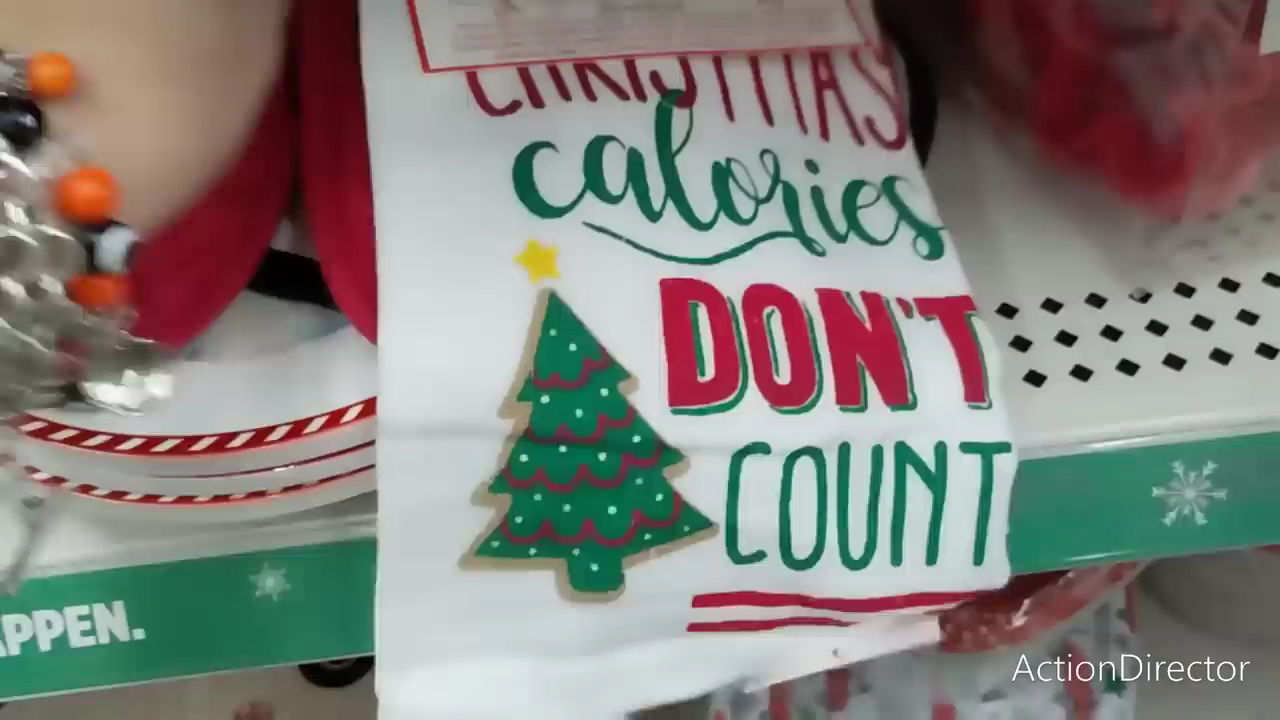 CHRISTMAS
calories
DON'T
COUNT
APPEN.
ActionDirector